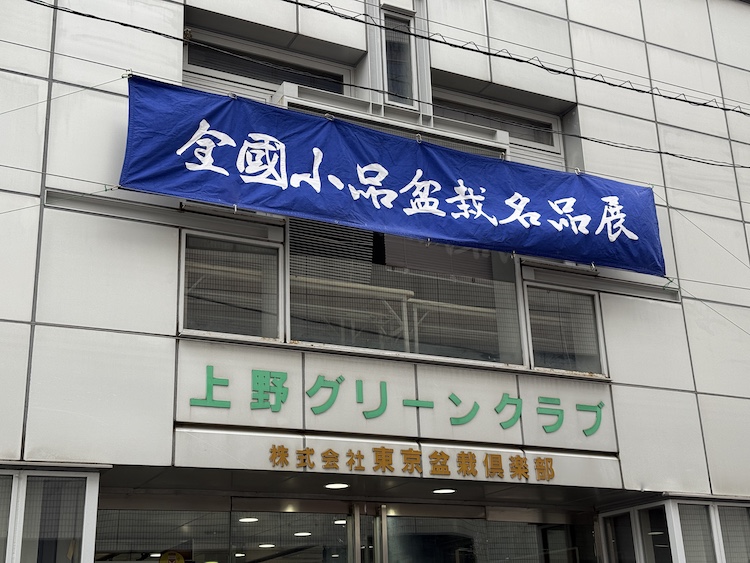 全國小品盆栽名品展
上野グリーンクラブ
株式会社東京盆栽倶楽部